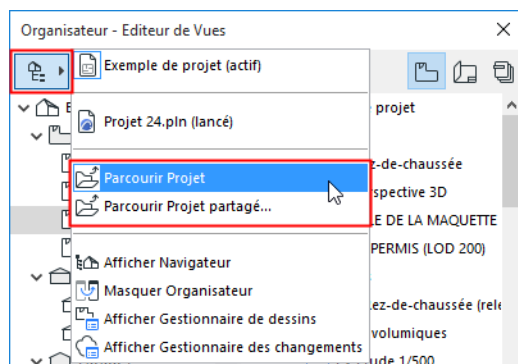 Organisateur - Editeur de Vues
Exemple de projet (actif)
projet
Projet 24.pln (lancé)
Parcourir Projet
Parcourir Projet partagé...
Afficher Navigateur
Masquer Organisateur
Afficher Gestionnaire de dessins
Afficher Gestionnaire des changements
z-de-chaussée
spective 3D
E DE LA MAQUETTE
PERMIS (LOD 200)
ez-de-chaussée (rele
volumiques
ude 1/500